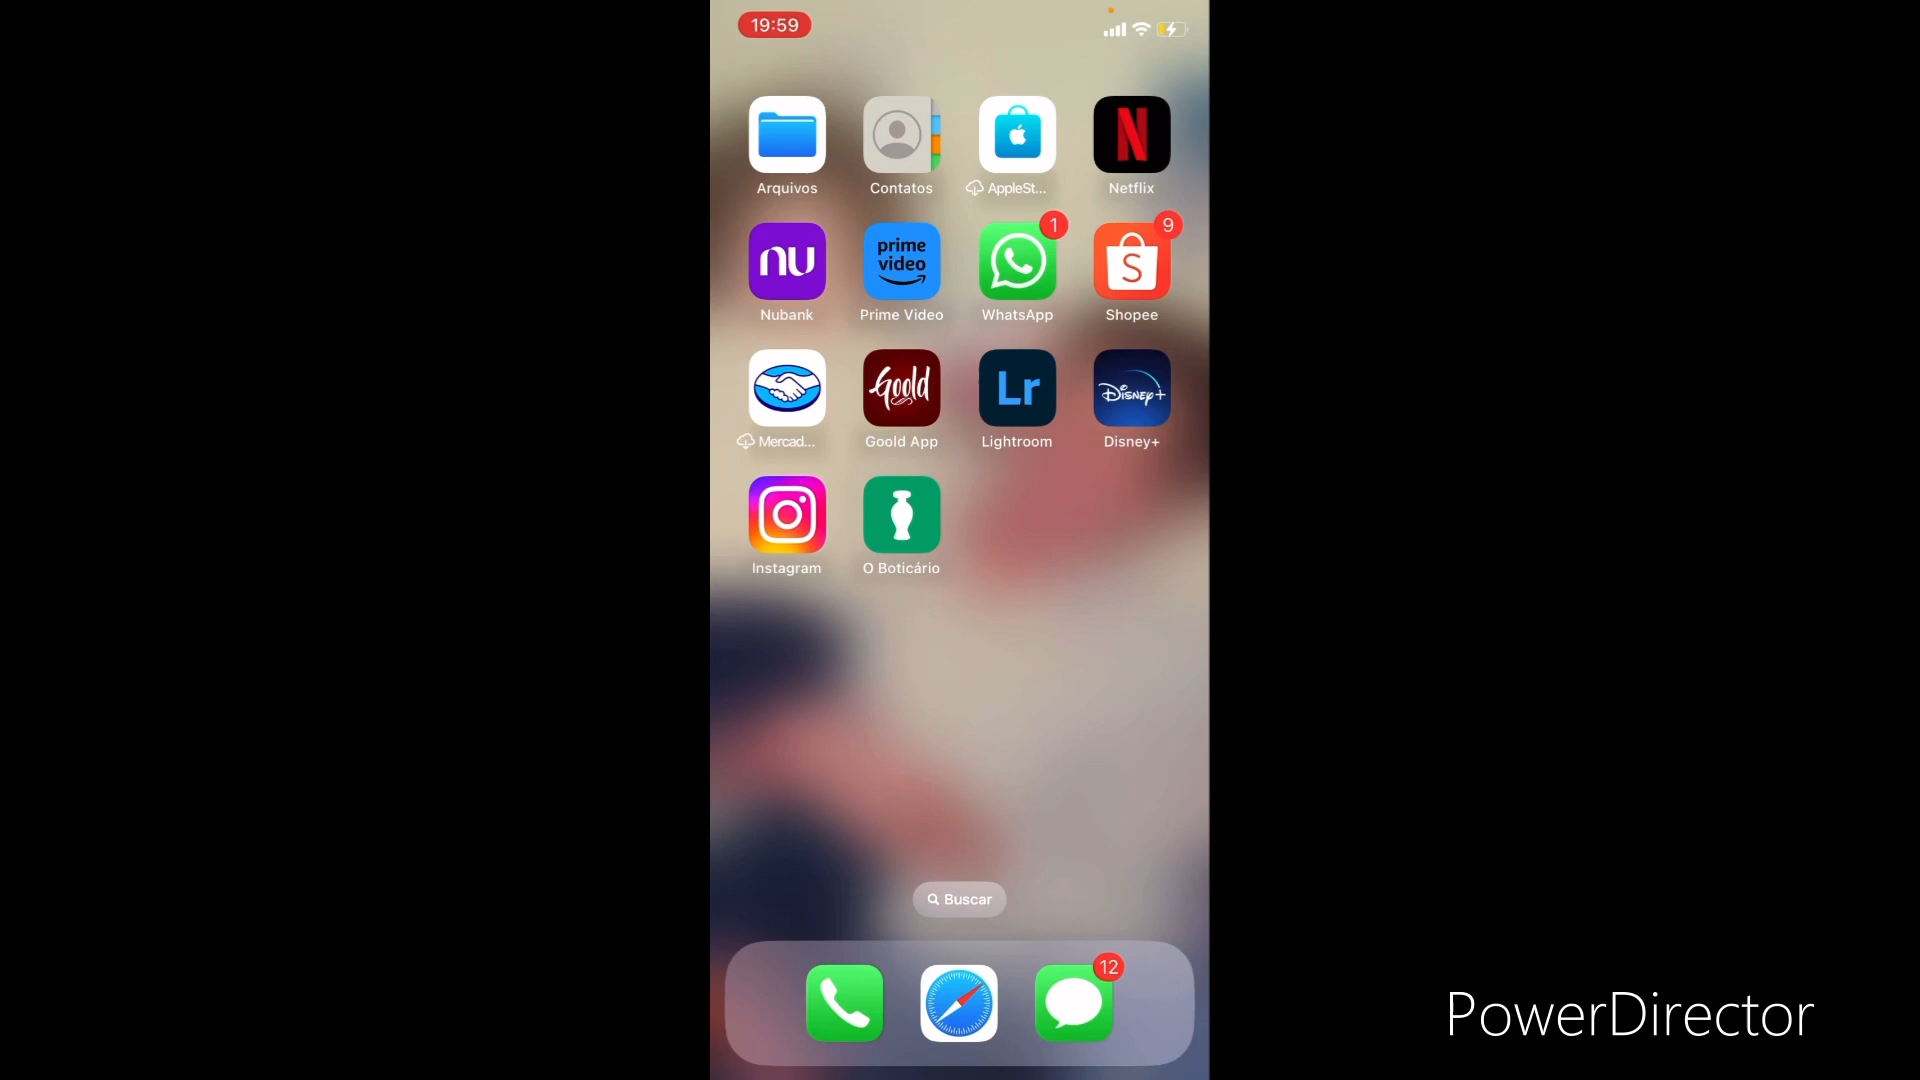 19:59
Arquivos
Contatos
AppleSt...
Netflix
nu
prime
video
1
9
S
Nubank
Prime Video
WhatsApp
Shopee
Goold
Lr
Disney+
Mercad...
Goold App
Lightroom
Disney+
Instagram
O Boticário
Buscar
12
PowerDirector